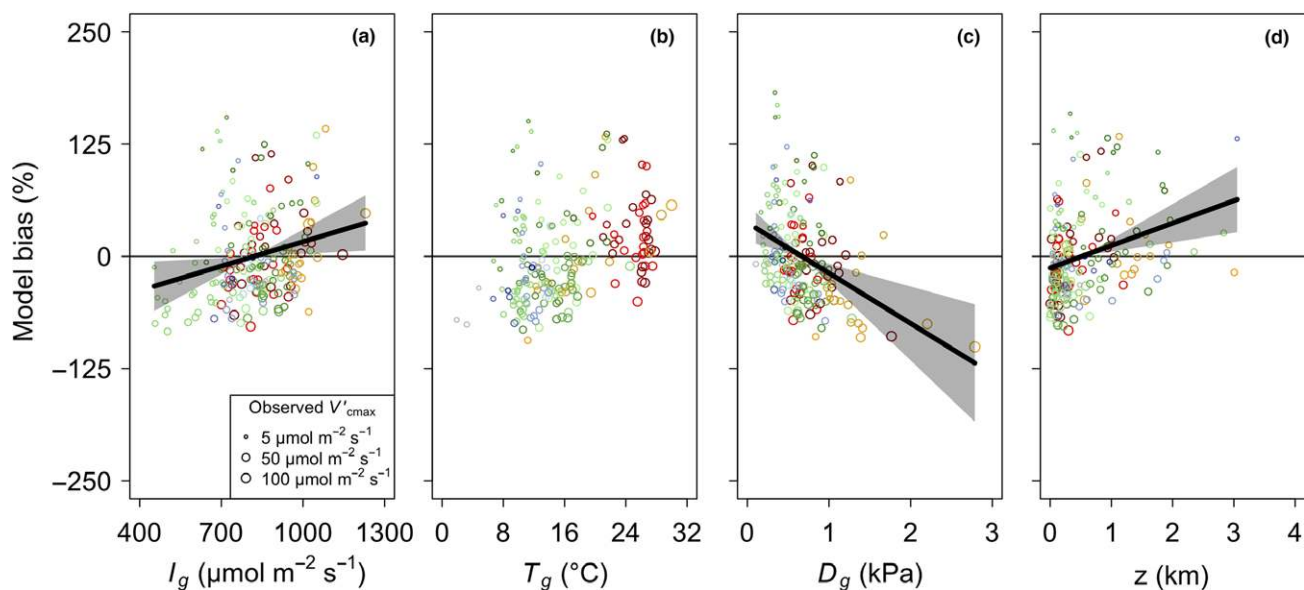 Model bias (%)
250
125
0
−125
−250
(a)
(b)
(c)
(d)
Observed V'cmax
5 µmol m−2 s−1
50 µmol m−2 s−1
100 µmol m−2 s−1
400 700 1000 1300
0 8 16 24 32
0 1 2 3
0 1 2 3 4
Ig (µmol m−2 s−1)
Tg (°C)
Dg (kPa)
z (km)